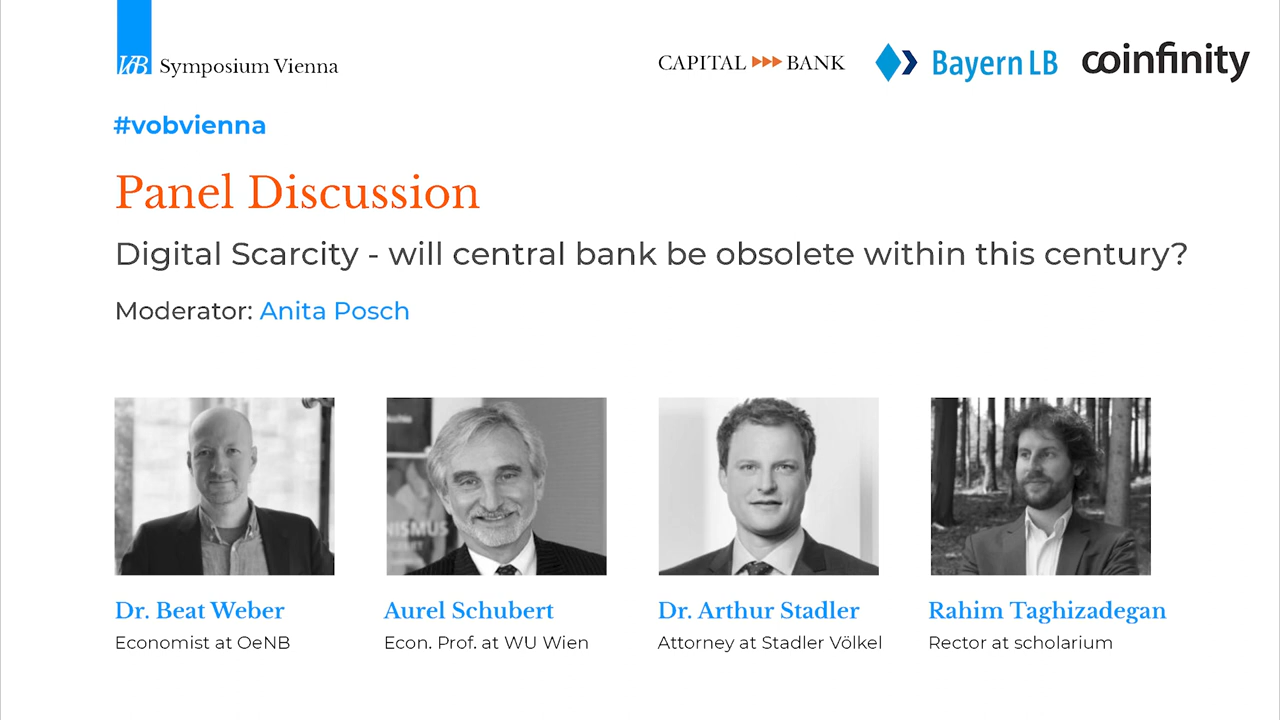 VoB Symposium Vienna
CAPITAL BANK
Bayern LB
coinfinity
#vobvienna
Panel Discussion
Digital Scarcity - will central bank be obsolete within this century?
Moderator: Anita Posch
NISMUS
Dr. Beat Weber
Economist at OeNB
Aurel Schubert
Econ. Prof. at WU Wien
Dr. Arthur Stadler
Attorney at Stadler Völkel
Rahim Taghizadegan
Rector at scholarium